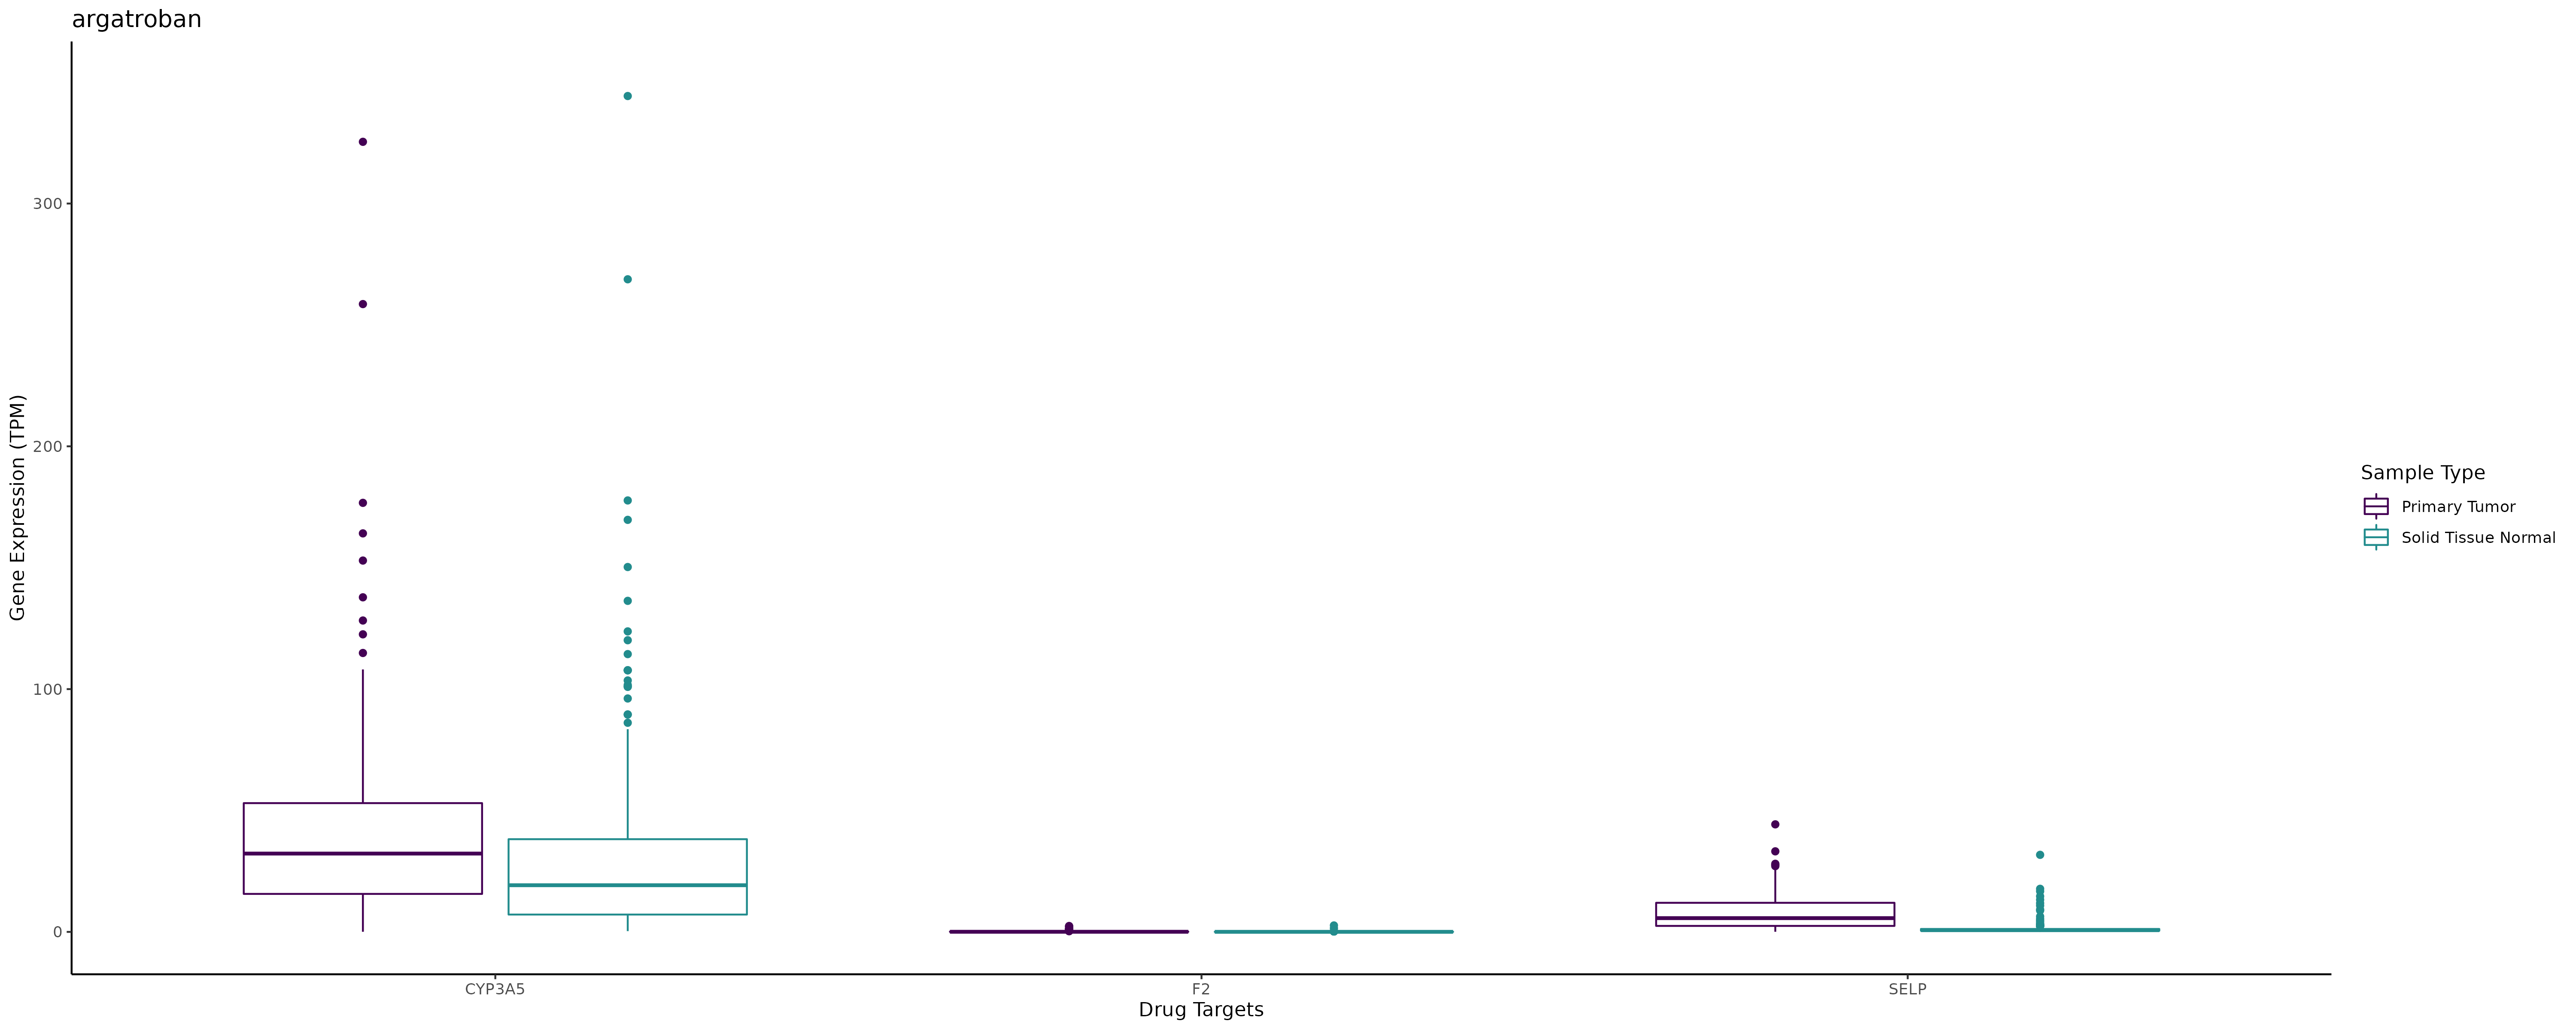 argatroban
Gene Expression (TPM)
300
200
100
0
CYP3A5
F2
SELP
Drug Targets
Sample Type
Primary Tumor
Solid Tissue Normal